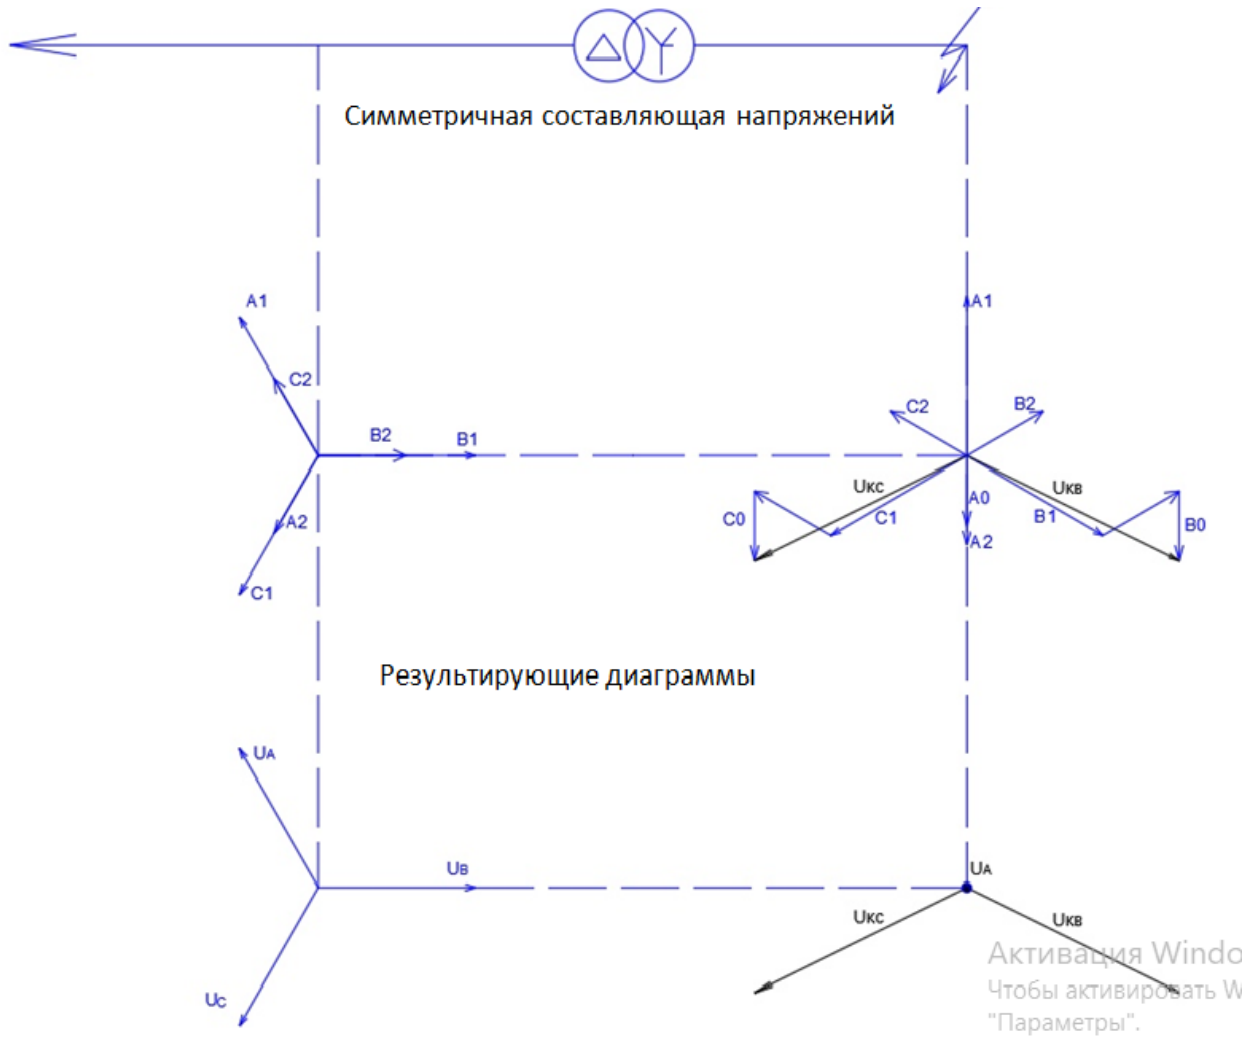 Симметричная составляющая напряжений
A1
A1
C2
C2
B2
B2
B1
Uкс
Uкв
A0
C0
C1
B1
B0
A2
A2
C1
Результирующие диаграммы
UA
UB
UA
Uкс
Uкв
Uc
Активация Windo
Чтобы активировать W
"Параметры".